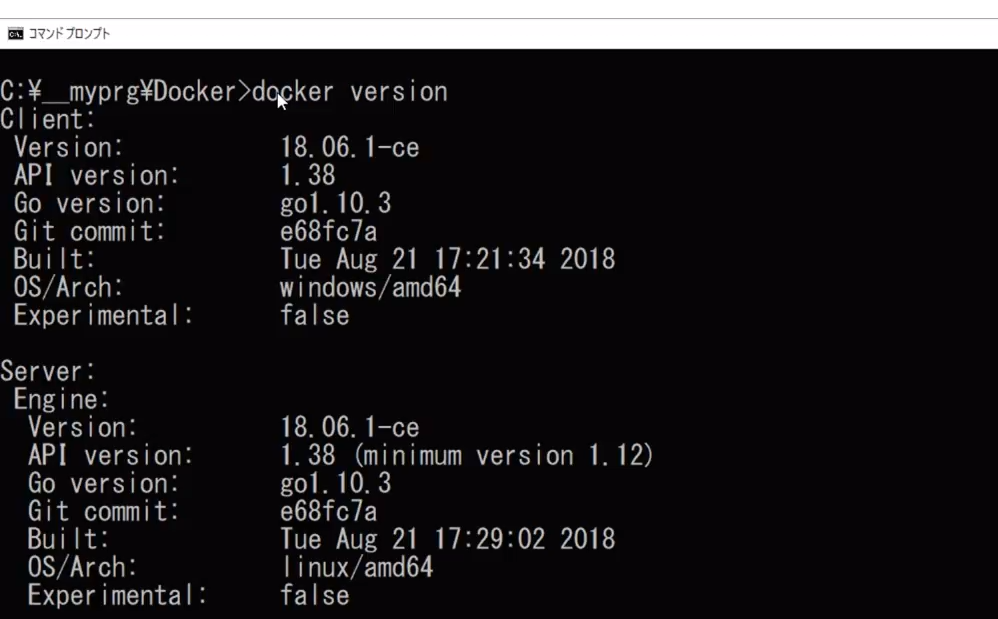 コマンド プロンプト
C:¥__myprg¥Docker>docker version
Client:
 Version:           18.06.1-ce
 API version:       1.38
 Go version:        go1.10.3
 Git commit:        e68fc7a
 Built:             Tue Aug 21 17:21:34 2018
 OS/Arch:           windows/amd64
 Experimental:      false

Server:
 Engine:
  Version:          18.06.1-ce
  API version:      1.38 (minimum version 1.12)
  Go version:       go1.10.3
  Git commit:       e68fc7a
  Built:            Tue Aug 21 17:29:02 2018
  OS/Arch:          linux/amd64
  Experimental:     false